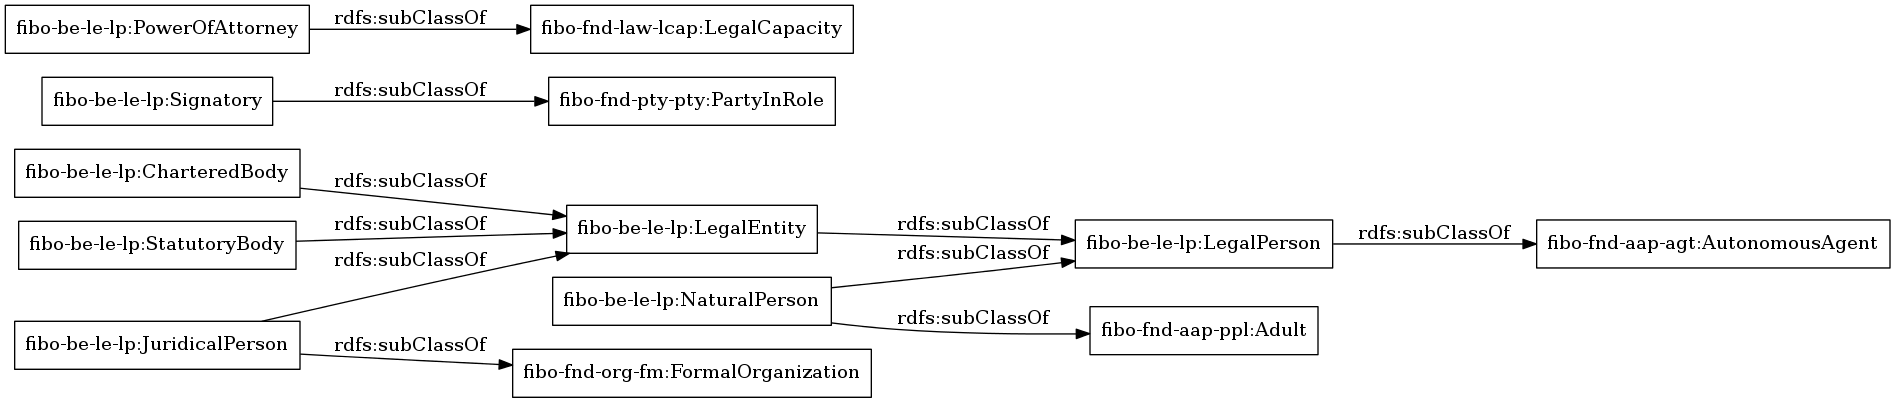 fibo-be-le-lp:PowerOfAttorney
rdfs:subClassOf
fibo-fnd-law-lcap:LegalCapacity
fibo-be-le-lp:Signatory
rdfs:subClassOf
fibo-fnd-pty-pty:PartyInRole
fibo-be-le-lp:CharteredBody
rdfs:subClassOf
fibo-be-le-lp:StatutoryBody
rdfs:subClassOf
fibo-be-le-lp:LegalEntity
rdfs:subClassOf
rdfs:subClassOf
fibo-be-le-lp:LegalPerson
rdfs:subClassOf
fibo-fnd-aap-agt:AutonomousAgent
rdfs:subClassOf
fibo-be-le-lp:NaturalPerson
rdfs:subClassOf
fibo-fnd-aap-ppl:Adult
fibo-be-le-lp:JuridicalPerson
rdfs:subClassOf
fibo-fnd-org-fm:FormalOrganization